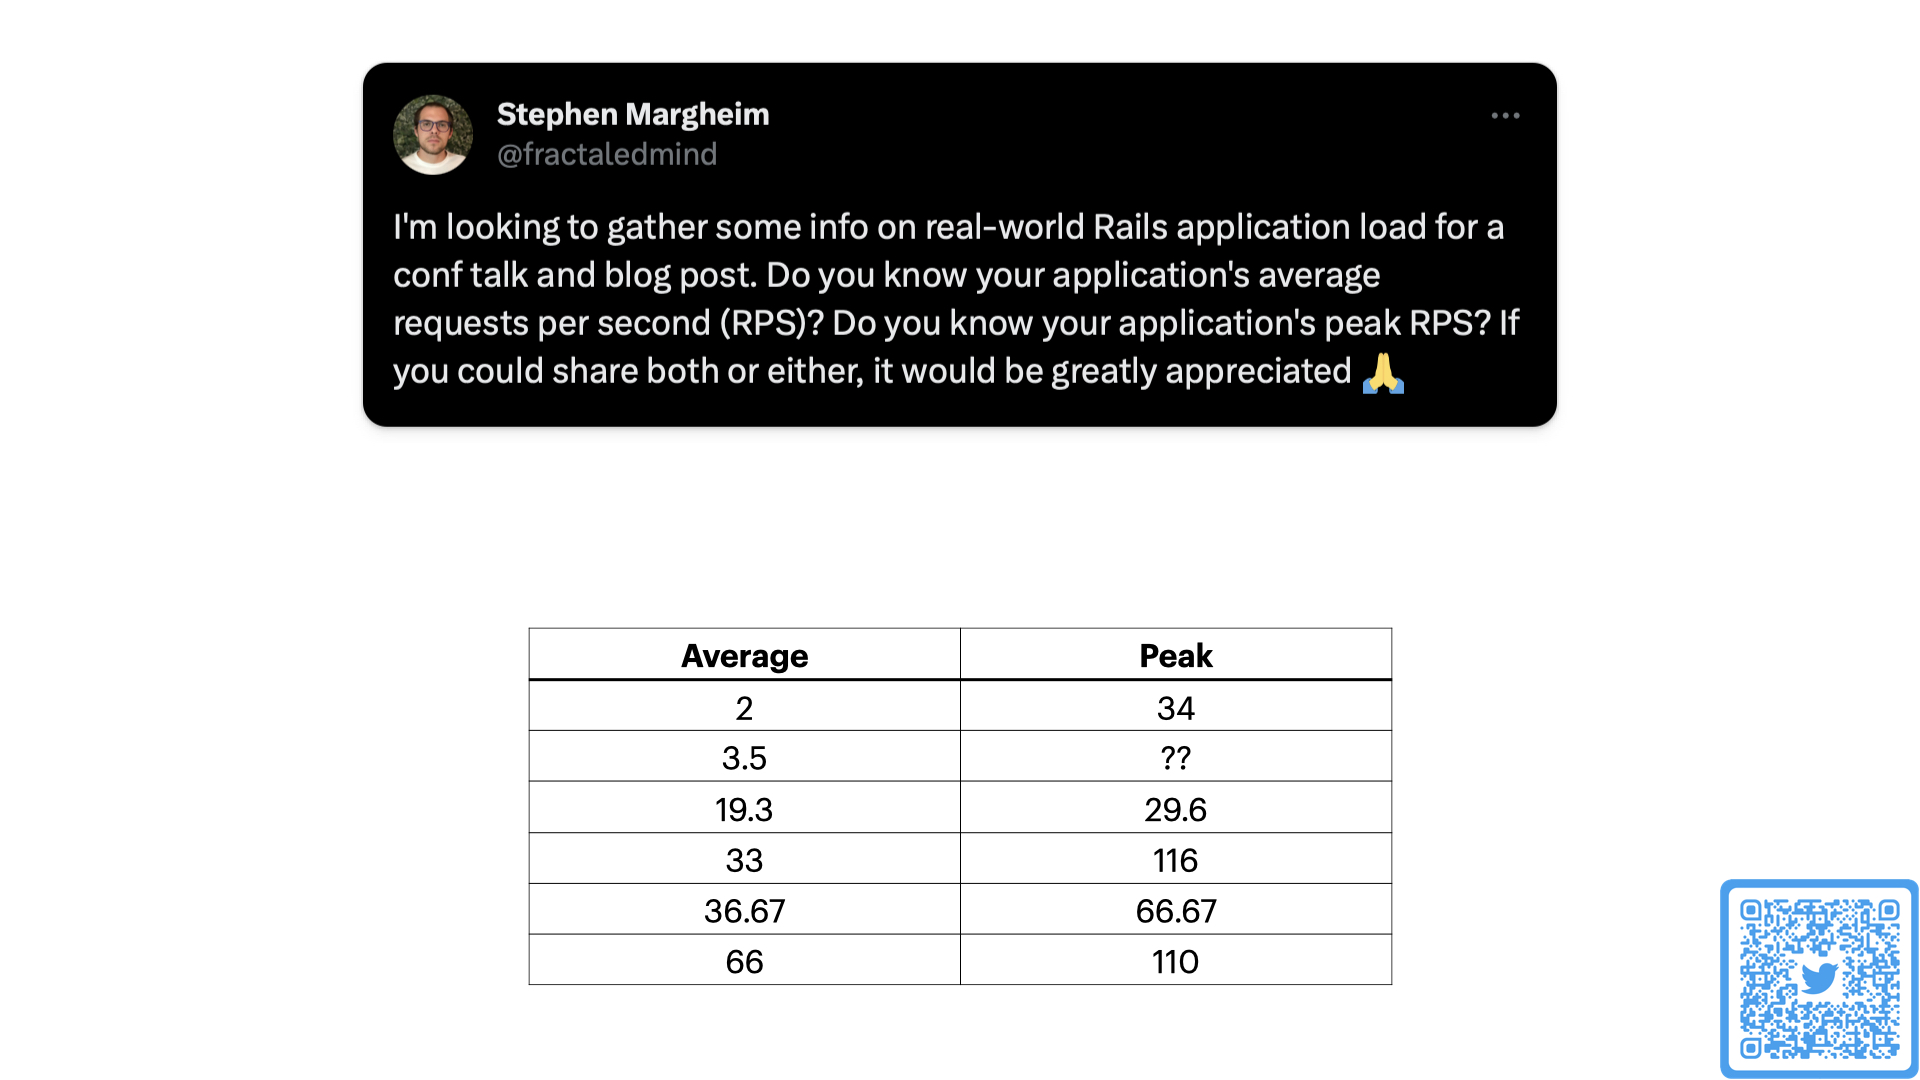 Stephen Margheim
@fractaledmind
I'm looking to gather some info on real-world Rails application load for a
conf talk and blog post. Do you know your application's average
requests per second (RPS)? Do you know your application's peak RPS? If
you could share both or either, it would be greatly appreciated 🙏
Average Peak
2 34
3.5 ??
19.3 29.6
33 116
36.67 66.67
66 110